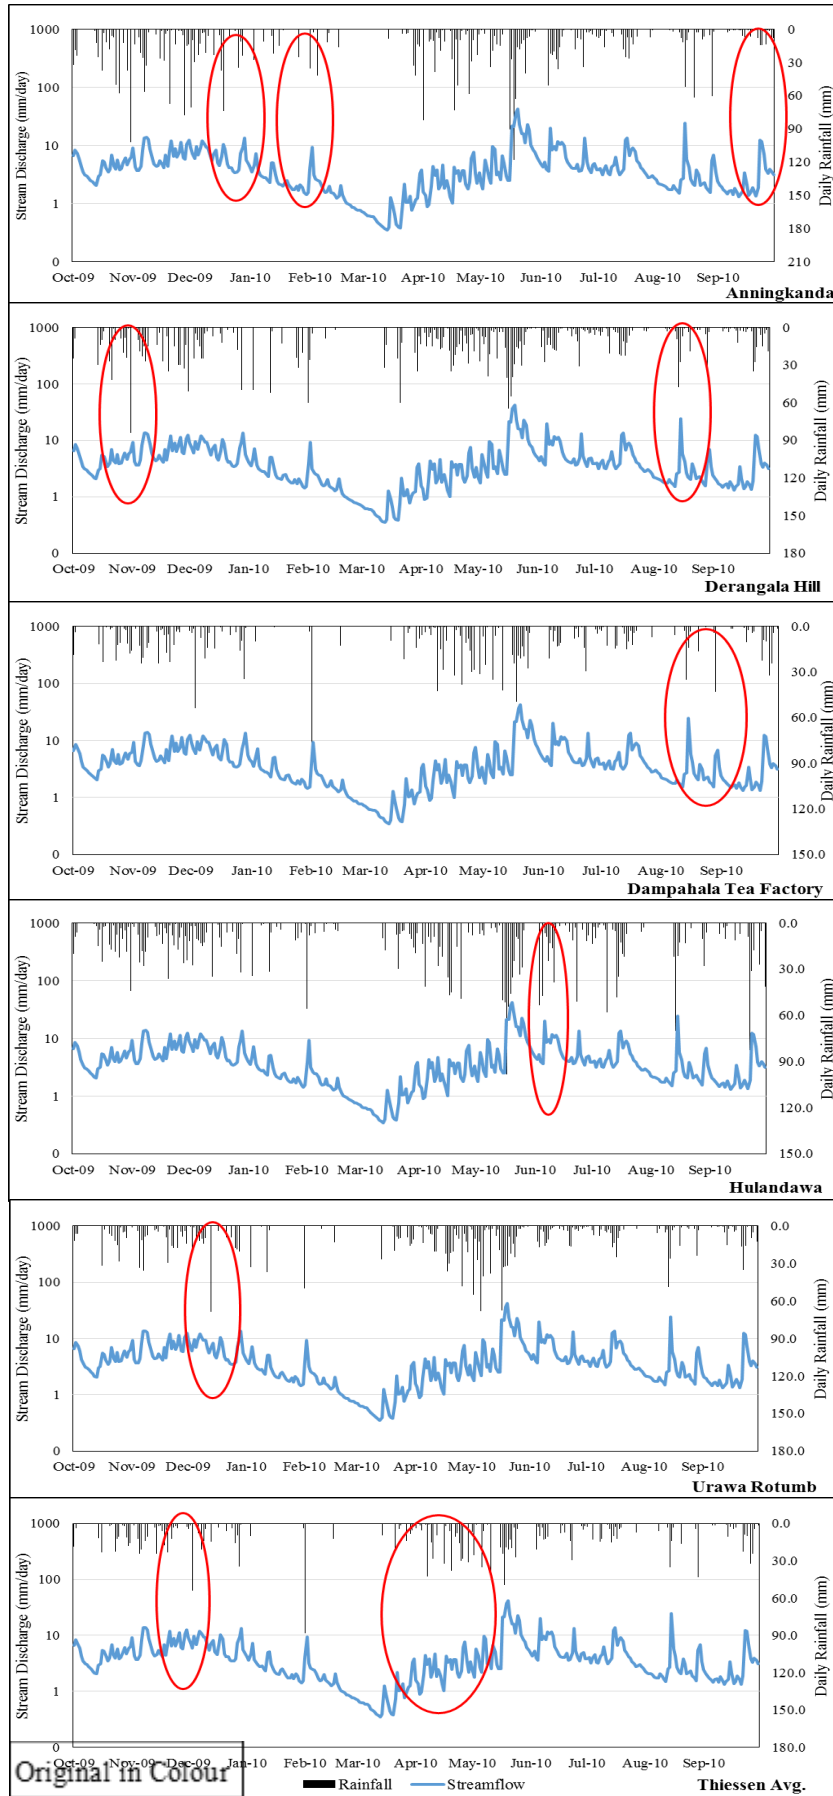 1000
100
10
1
0
Stream Discharge (mm/day)
0
30
60
90
120
150
180
210
Daily Rainfall (mm)
Oct-09 Nov-09 Dec-09 Jan-10 Feb-10 Mar-10 Apr-10 May-10 Jun-10 Jul-10 Aug-10 Sep-10
Anningkanda
1000
100
10
1
0
Stream Discharge (mm/day)
0
30
60
90
120
150
180
Daily Rainfall (mm)
Oct-09 Nov-09 Dec-09 Jan-10 Feb-10 Mar-10 Apr-10 May-10 Jun-10 Jul-10 Aug-10 Sep-10
Derangala Hill
1000
100
10
1
0
Stream Discharge (mm/day)
0.0
30.0
60.0
90.0
120.0
150.0
Daily Rainfall (mm)
Oct-09 Nov-09 Dec-09 Jan-10 Feb-10 Mar-10 Apr-10 May-10 Jun-10 Jul-10 Aug-10 Sep-10
Dampahala Tea Factory
1000
100
10
1
0
Stream Discharge (mm/day)
0.0
30.0
60.0
90.0
120.0
150.0
Daily Rainfall (mm)
Oct-09 Nov-09 Dec-09 Jan-10 Feb-10 Mar-10 Apr-10 May-10 Jun-10 Jul-10 Aug-10 Sep-10
Hulandawa
1000
100
10
1
0
Stream Discharge (mm/day)
0.0
30.0
60.0
90.0
120.0
150.0
180.0
Daily Rainfall (mm)
Oct-09 Nov-09 Dec-09 Jan-10 Feb-10 Mar-10 Apr-10 May-10 Jun-10 Jul-10 Aug-10 Sep-10
Urawa Rotumb
1000
100
10
1
Stream Discharge (mm/day)
0.0
30.0
60.0
90.0
120.0
150.0
180.0
Daily Rainfall (mm)
Oct-09 Nov-09 Dec-09 Jan-10 Feb-10 Mar-10 Apr-10 May-10 Jun-10 Jul-10 Aug-10 Sep-10
Original in Colour
Rainfall Streamflow
Thiessen Avg.